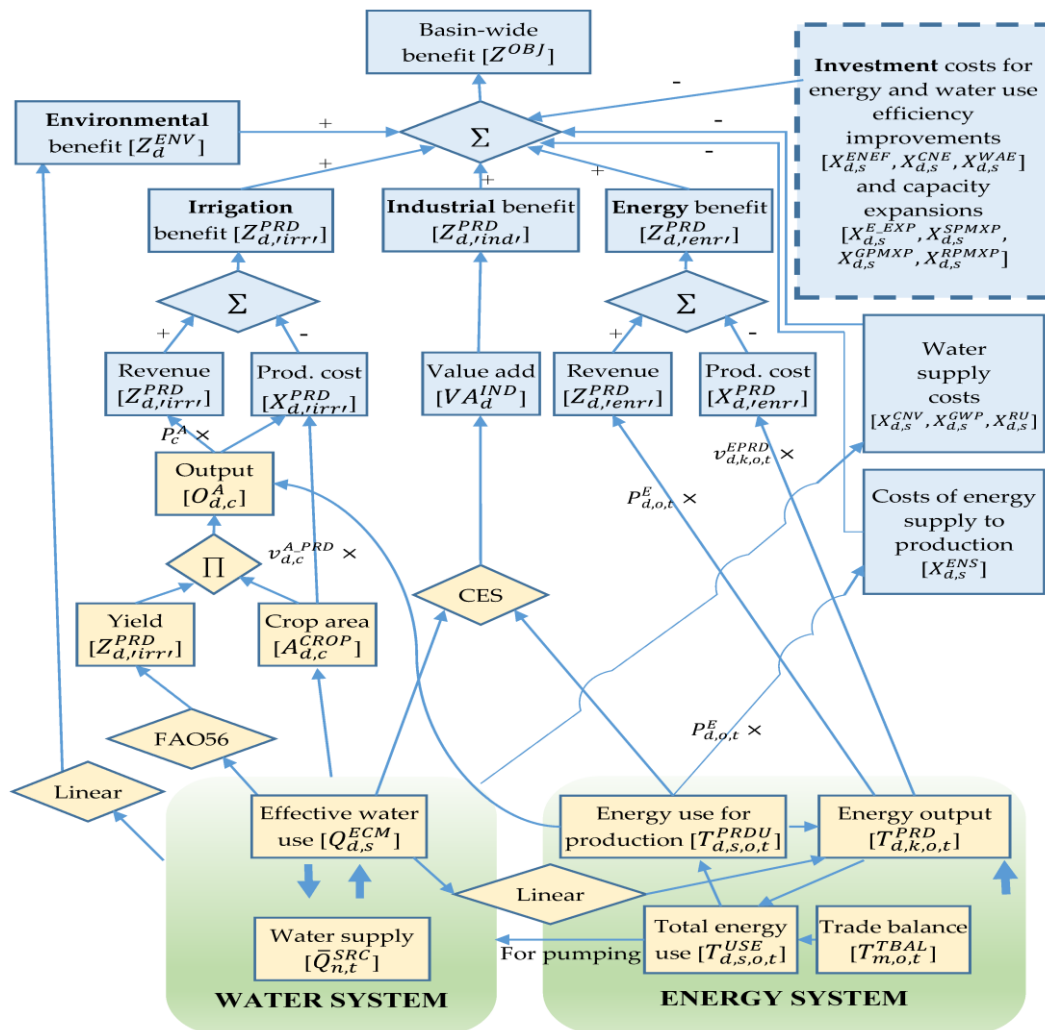 Basin-wide
benefit [Z^{OBJ}]
Investment costs for
energy and water use
efficiency
improvements
[X_{d,s}^{ENEF}, X_{d,s}^{CNE}, X_{d,s}^{WAE}]
and capacity
expansions
[X_{d,s}^{E_EXP}, X_{d,s}^{SPMXP},
X_{d,s}^{GPMXP}, X_{d,s}^{RPMXP}]
-
Environmental
benefit [Z_d^{ENV}]
+
Σ
-
-
+
+
+
Irrigation
benefit [Z_{d,'irr'}^{PRD}]
Industrial benefit
[Z_{d,'ind'}^{PRD}]
Energy benefit
[Z_{d,'enr'}^{PRD}]
Σ
Σ
+
-
+
-
Revenue
[Z_{d,'irr'}^{PRD}]
Prod. cost
[X_{d,'irr'}^{PRD}]
Value add
[VA_d^{IND}]
Revenue
[Z_{d,'enr'}^{PRD}]
Prod. cost
[X_{d,'enr'}^{PRD}]
Water
supply
costs
[X_{d,s}^{CNV}, X_{d,s}^{GWP}, X_{d,s}^{RU}]
P_c^A ×
v_{d,k,o,t}^{EPRD} ×
Output
[O_{d,c}^A]
P_{d,o,t}^E ×
Costs of energy
supply to
production
[X_{d,s}^{ENS}]
v_{d,c}^{A_PRD} ×
Π
CES
Yield
[Z_{d,'irr'}^{PRD}]
Crop area
[A_{d,c}^{CROP}]
P_{d,o,t}^E ×
FAO56
Linear
Effective water
use [Q_{d,s}^{ECM}]
Energy use for
production [T_{d,s,o,t}^{PRDU}]
Energy output
[T_{d,k,o,t}^{PRD}]
Linear
Water supply
[Q̅_{n,t}^{SRC}]
For pumping
Total energy
use [T_{d,s,o,t}^{USE}]
Trade balance
[T_{m,o,t}^{TBAL}]
WATER SYSTEM
ENERGY SYSTEM